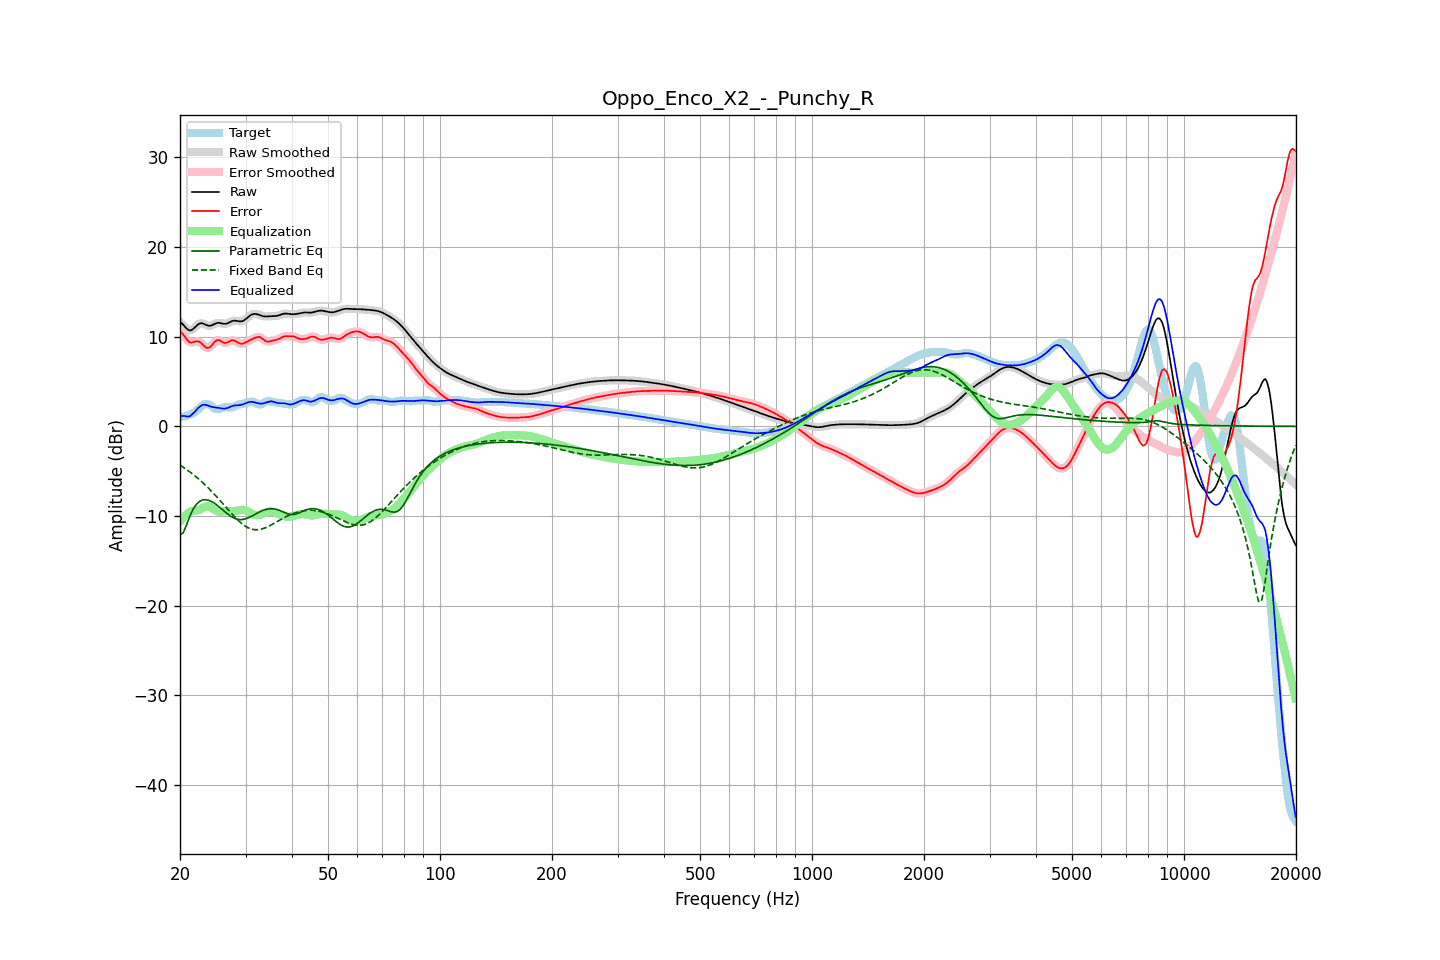 Oppo_Enco_X2_-_Punchy_R
Target
Raw Smoothed
Error Smoothed
Raw
Error
Equalization
Parametric Eq
Fixed Band Eq
Equalized
30
20
10
0
−10
−20
−30
−40
Amplitude (dBr)
20 50 100 200 500 1000 2000 5000 10000 20000
Frequency (Hz)